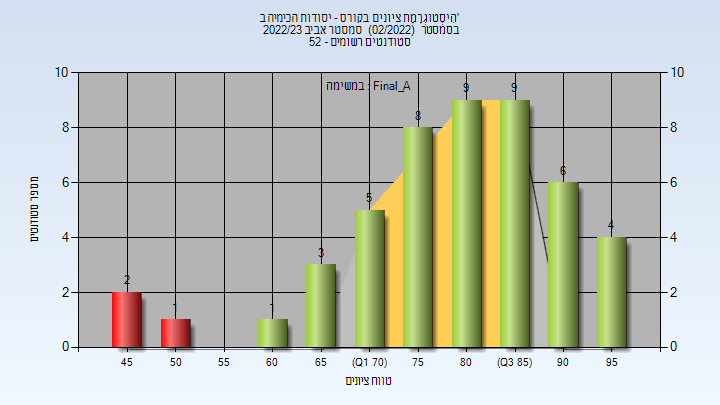 הִיסטוֹגרָמַת ציונים בקורס - יסודות הכימיה ב'
בסמסטר (02/2022) סמסטר אביב 2022/23
סטודנטים רשומים - 52
במשימה : Final_A
10 10
8 8
6 6
4 4
2 2
0 0
2 1 1 3 5 8 9 9 6 4
מספר סטודנטים
45 50 55 60 65 (Q1 70) 75 80 (Q3 85) 90 95
טווח ציונים